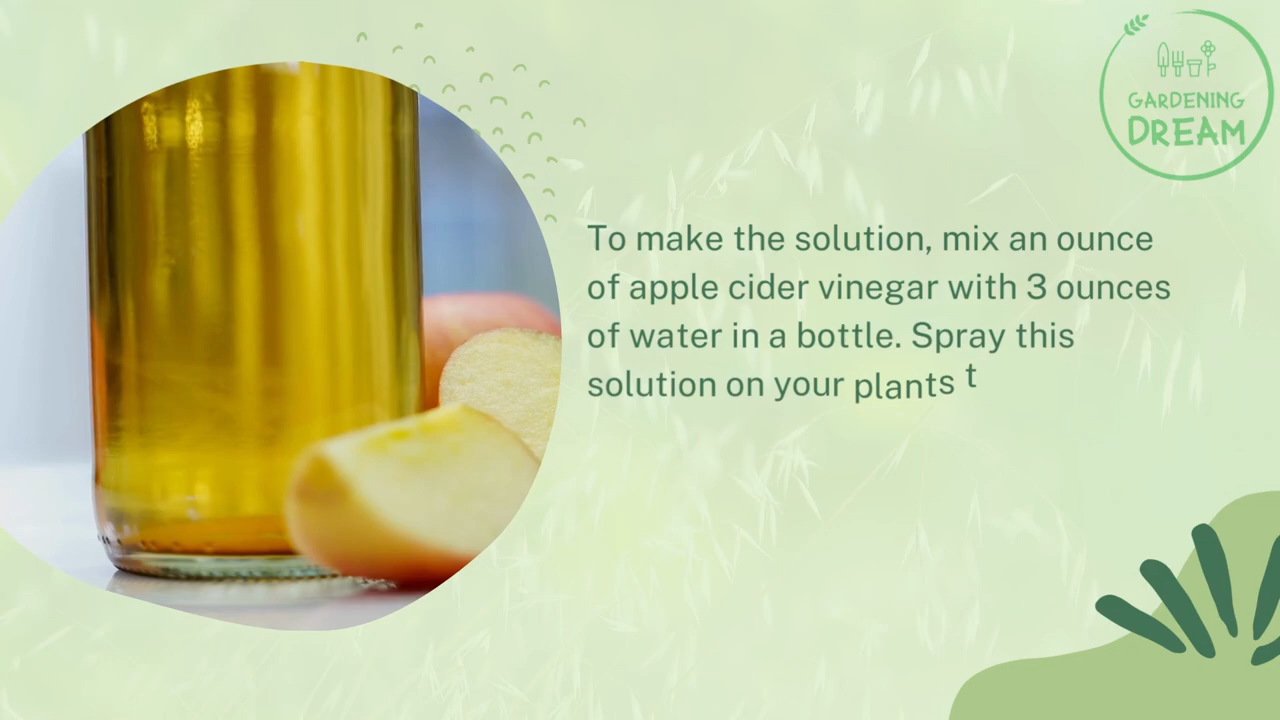 GARDENING
DREAM
To make the solution, mix an ounce
of apple cider vinegar with 3 ounces
of water in a bottle. Spray this
solution on your plants t